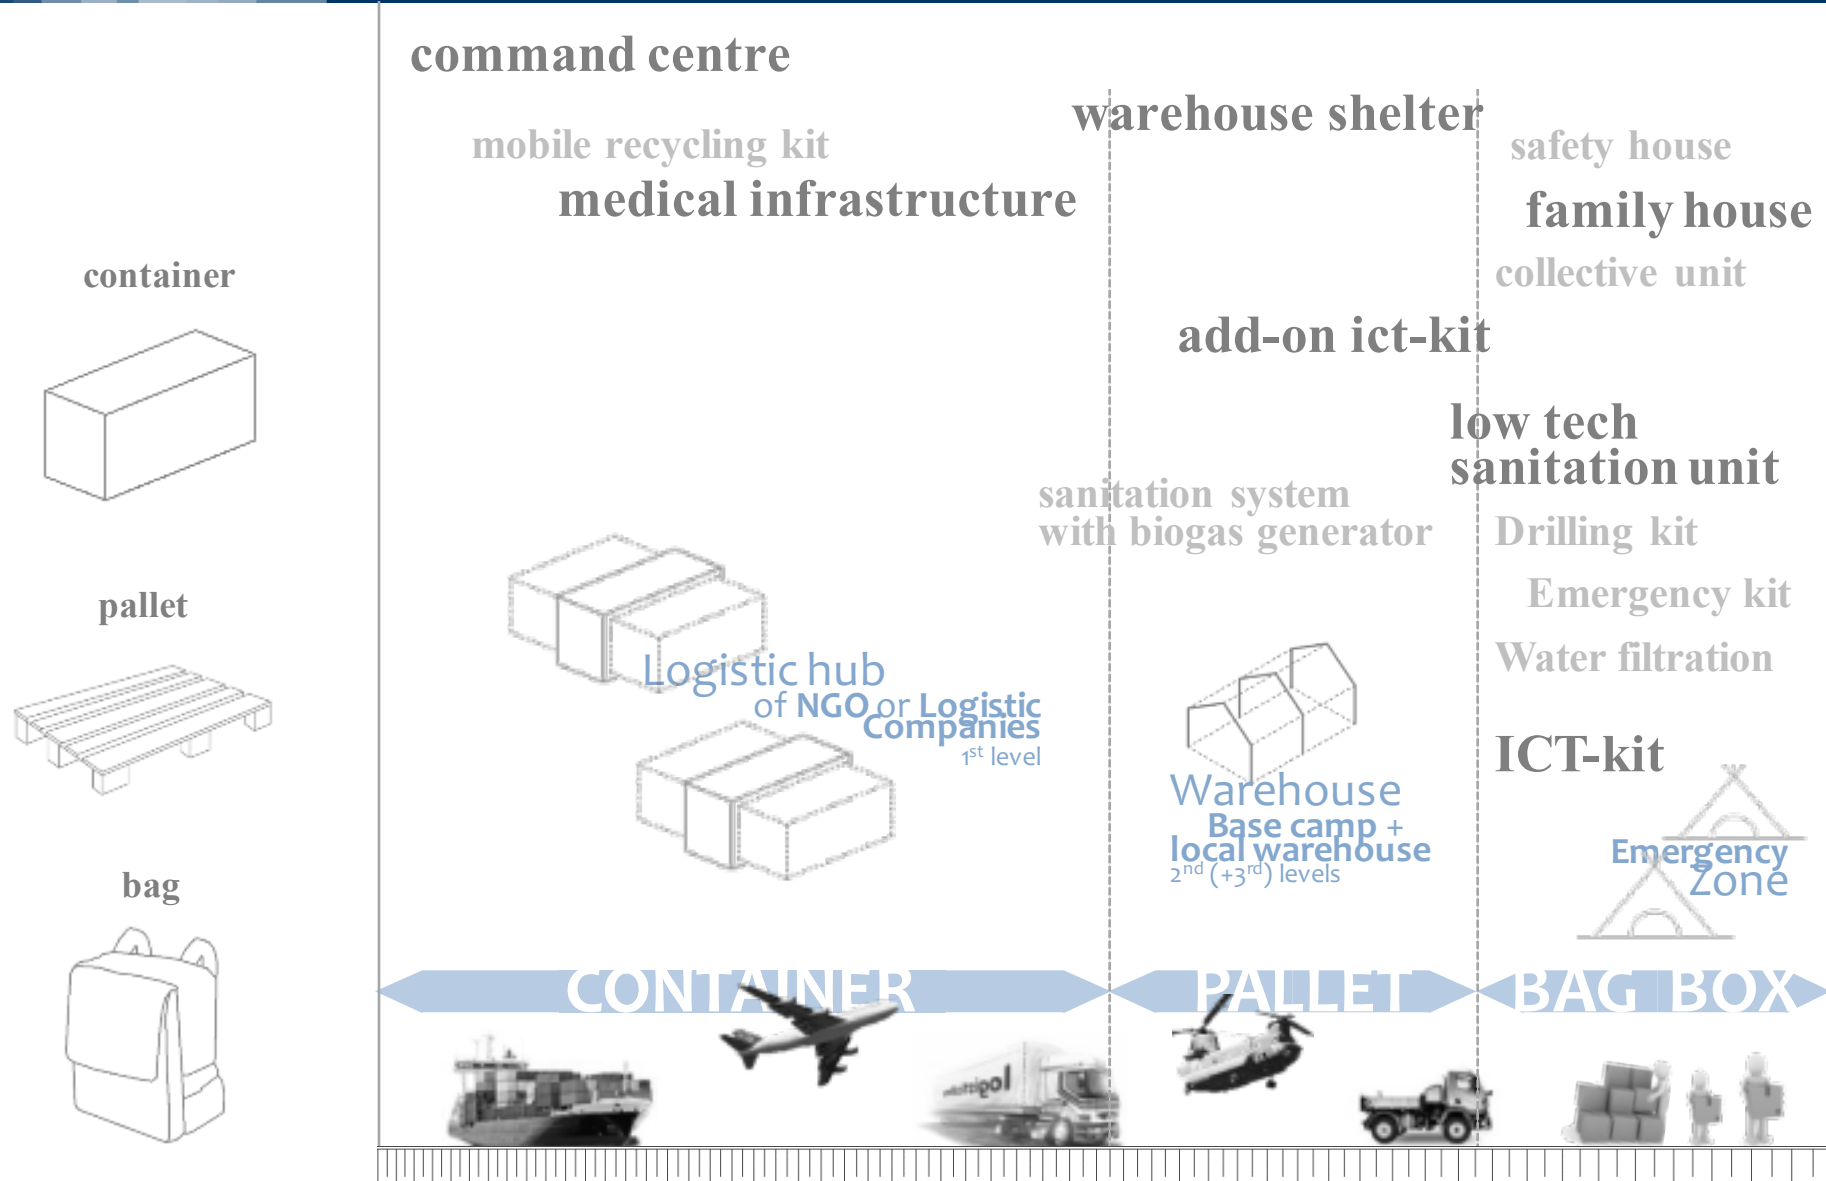 command centre
warehouse shelter
mobile recycling kit
safety house
medical infrastructure
family house
container
collective unit
add-on ict-kit
low tech
sanitation unit
sanitation system
with biogas generator
Drilling kit
Emergency kit
pallet
Water filtration
Logistic hub
of NGO or Logistic
Companies
1st level
ICT-kit
Warehouse
Base camp +
local warehouse
2nd (+3rd) levels
Emergency
Zone
bag
CONTAINER
PALLET
BAG BOX